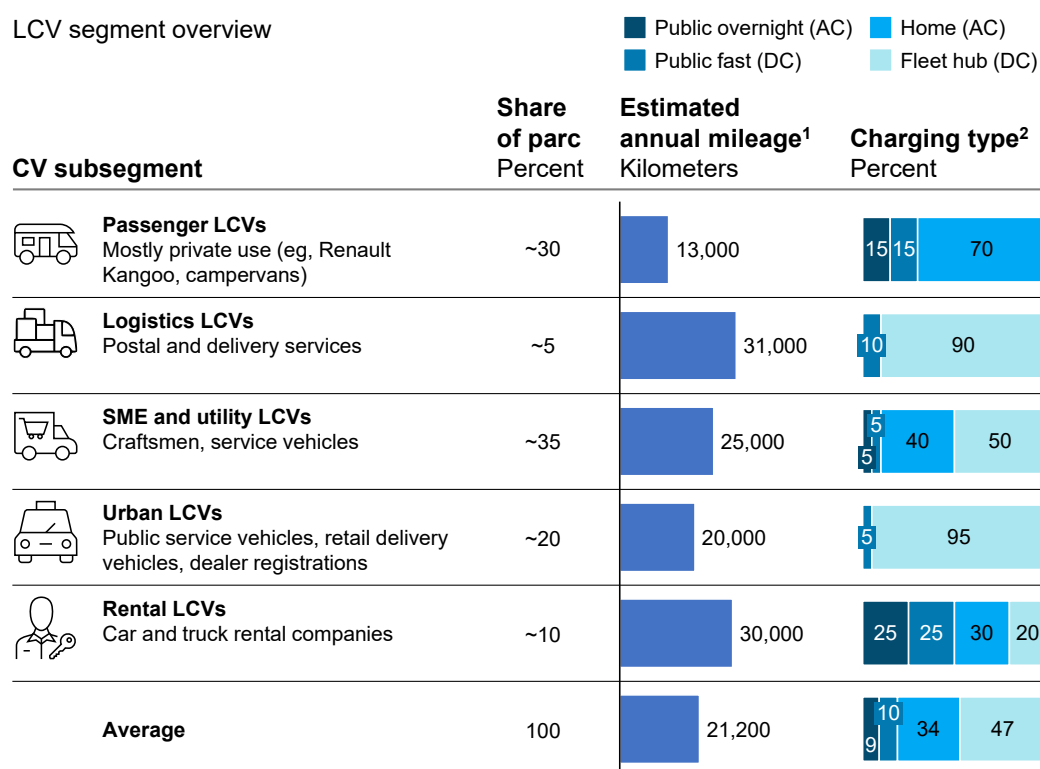 LCV segment overview
Public overnight (AC)
Home (AC)
Public fast (DC)
Fleet hub (DC)
CV subsegment
Share
of parc
Percent
Estimated
annual mileage1
Kilometers
Charging type2
Percent
Passenger LCVs
Mostly private use (eg, Renault
Kangoo, campervans)
~30
13,000
15 15 70
Logistics LCVs
Postal and delivery services
~5
31,000
10 90
SME and utility LCVs
Craftsmen, service vehicles
~35
25,000
5 5 40 50
Urban LCVs
Public service vehicles, retail delivery
vehicles, dealer registrations
~20
20,000
5 95
Rental LCVs
Car and truck rental companies
~10
30,000
25 25 30 20
Average
100
21,200
9 10 34 47